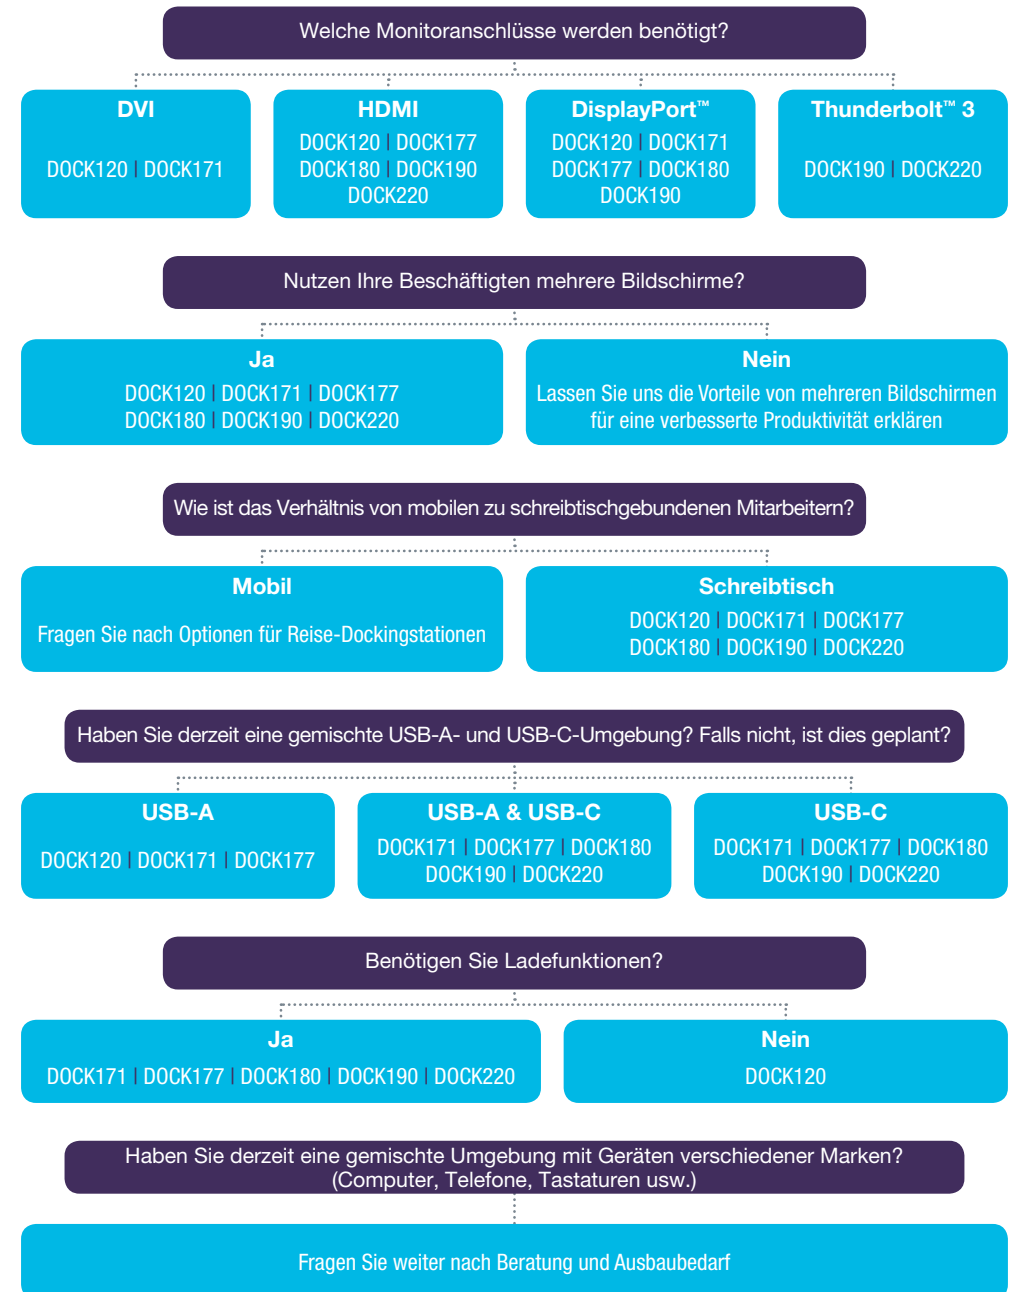 Welche Monitoranschlüsse werden benötigt?
DVI
DOCK120 | DOCK171
HDMI
DOCK120 | DOCK177
DOCK180 | DOCK190
DOCK220
DisplayPort™
DOCK120 | DOCK171
DOCK177 | DOCK180
DOCK190
Thunderbolt™ 3
DOCK190 | DOCK220
Nutzen Ihre Beschäftigten mehrere Bildschirme?
Ja
DOCK120 | DOCK171 | DOCK177
DOCK180 | DOCK190 | DOCK220
Nein
Lassen Sie uns die Vorteile von mehreren Bildschirmen
für eine verbesserte Produktivität erklären
Wie ist das Verhältnis von mobilen zu schreibtischgebundenen Mitarbeitern?
Mobil
Fragen Sie nach Optionen für Reise-Dockingstationen
Schreibtisch
DOCK120 | DOCK171 | DOCK177
DOCK180 | DOCK190 | DOCK220
Haben Sie derzeit eine gemischte USB-A- und USB-C-Umgebung? Falls nicht, ist dies geplant?
USB-A
DOCK120 | DOCK171 | DOCK177
USB-A & USB-C
DOCK171 | DOCK177 | DOCK180
DOCK190 | DOCK220
USB-C
DOCK171 | DOCK177 | DOCK180
DOCK190 | DOCK220
Benötigen Sie Ladefunktionen?
Ja
DOCK171 | DOCK177 | DOCK180 | DOCK190 | DOCK220
Nein
DOCK120
Haben Sie derzeit eine gemischte Umgebung mit Geräten verschiedener Marken?
(Computer, Telefone, Tastaturen usw.)
Fragen Sie weiter nach Beratung und Ausbaubedarf